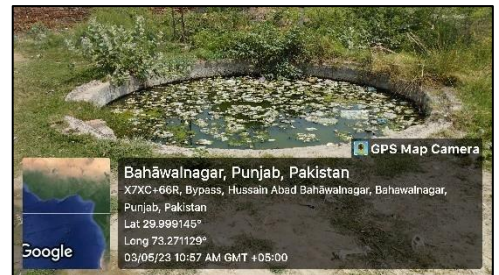 GPS Map Camera
Bahāwalnagar, Punjab, Pakistan
X7XC+66R, Bypass, Hussain Abad Bahāwalnagar, Bahawalnagar,
Punjab, Pakistan
Lat 29.999145°
Long 73.271129°
03/05/23 10:57 AM GMT +05:00
Google